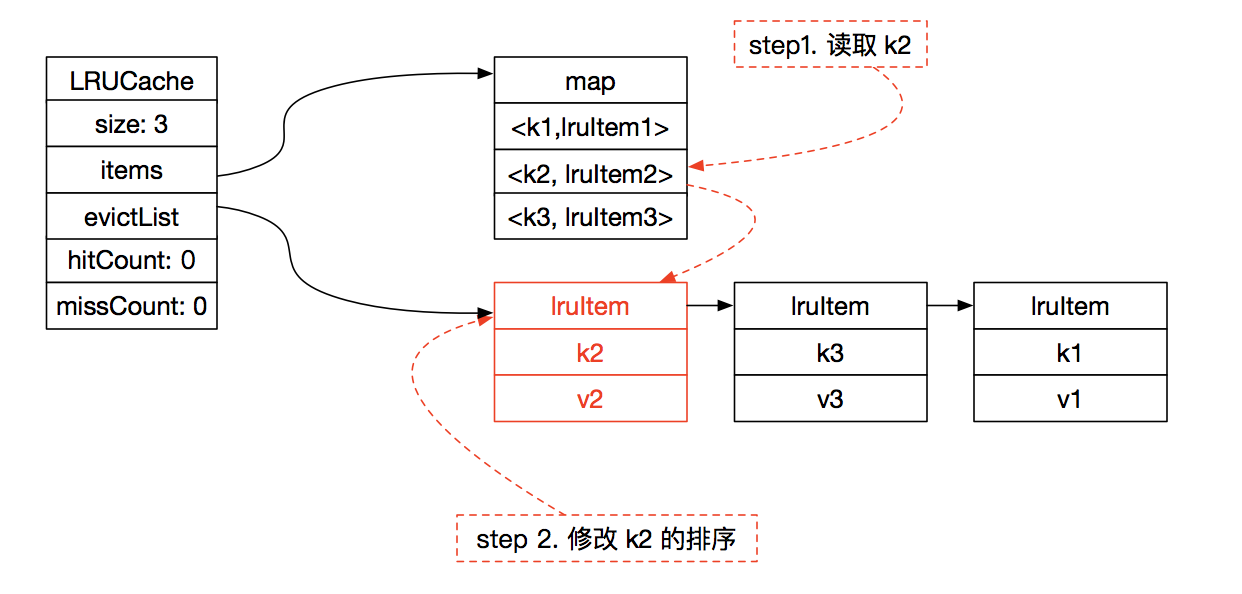 step1. 读取 k2
LRUCache
size: 3
items
evictList
hitCount: 0
missCount: 0
map
<k1,lruItem1>
<k2, lruItem2>
<k3, lruItem3>
lruItem
k2
v2
lruItem
k3
v3
lruItem
k1
v1
step 2. 修改 k2 的排序